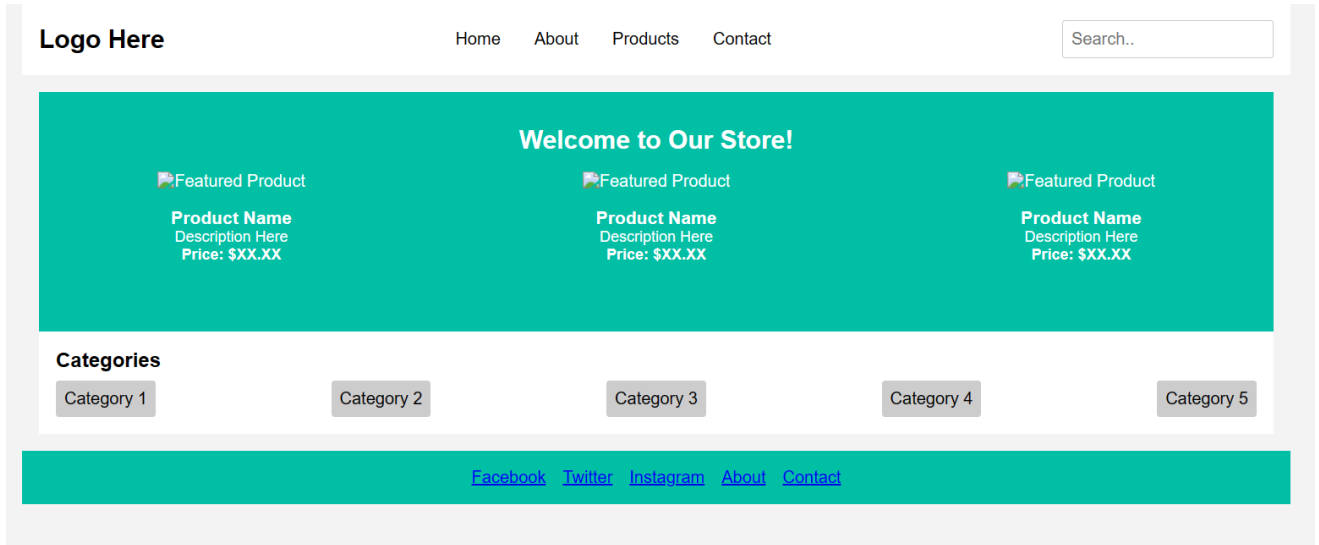 Logo Here Home About Products Contact Search..
Welcome to Our Store!
Featured Product Featured Product Featured Product
Product Name Product Name Product Name
Description Here Description Here Description Here
Price: $XX.XX Price: $XX.XX Price: $XX.XX
Categories
Category 1 Category 2 Category 3 Category 4 Category 5
Facebook Twitter Instagram About Contact